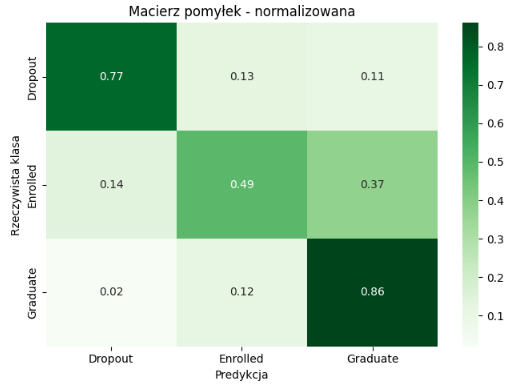 Macierz pomyłek - normalizowana
Rzeczywista klasa
Dropout
0.77 0.13 0.11
Enrolled
0.14 0.49 0.37
Graduate
0.02 0.12 0.86
Dropout Enrolled Graduate
Predykcja
0.8
0.7
0.6
0.5
0.4
0.3
0.2
0.1